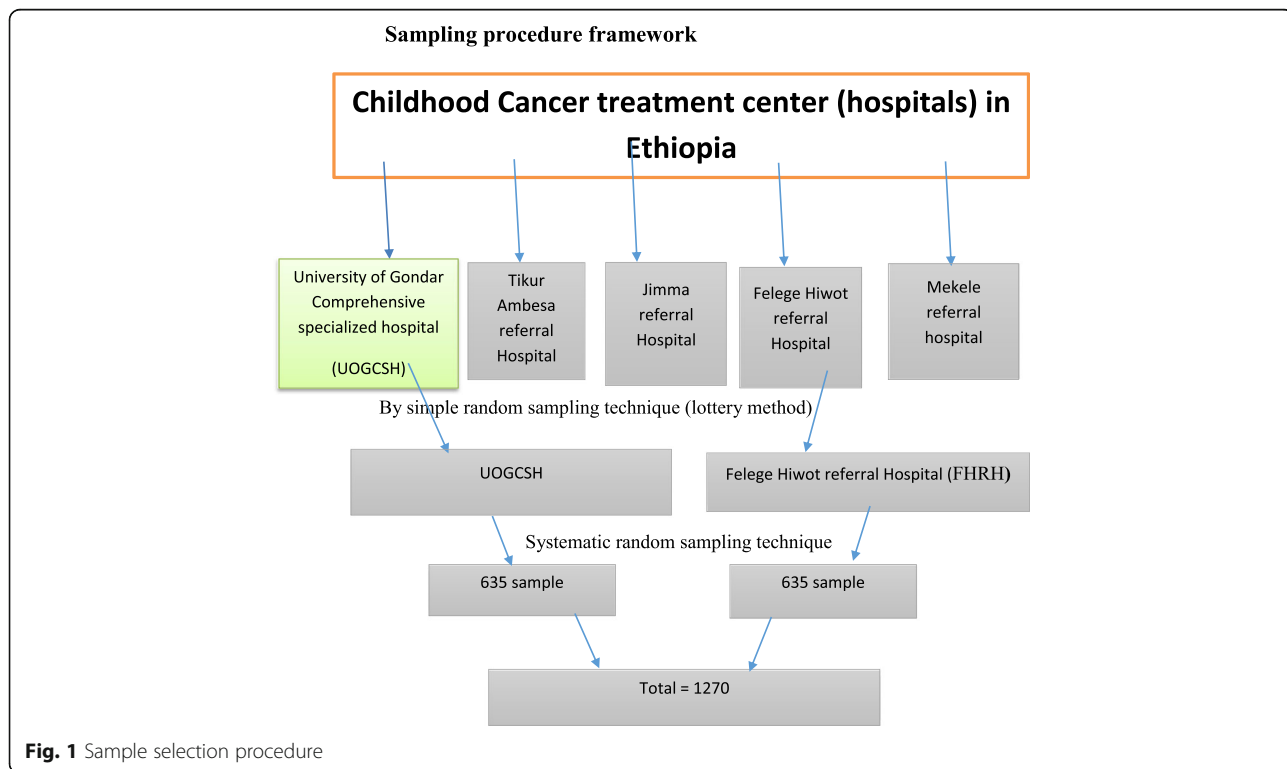 Sampling procedure framework
Childhood Cancer treatment center (hospitals) in
Ethiopia
University of Gondar
Comprehensive
specialized hospital
(UOGCSH)
Tikur
Ambesa
referral
Hospital
Jimma
referral
Hospital
Felege Hiwot
referral
Hospital
Mekele
referral
hospital
By simple random sampling technique (lottery method)
UOGCSH
Felege Hiwot referral Hospital (FHRH)
Systematic random sampling technique
635 sample
635 sample
Total = 1270
Fig. 1 Sample selection procedure